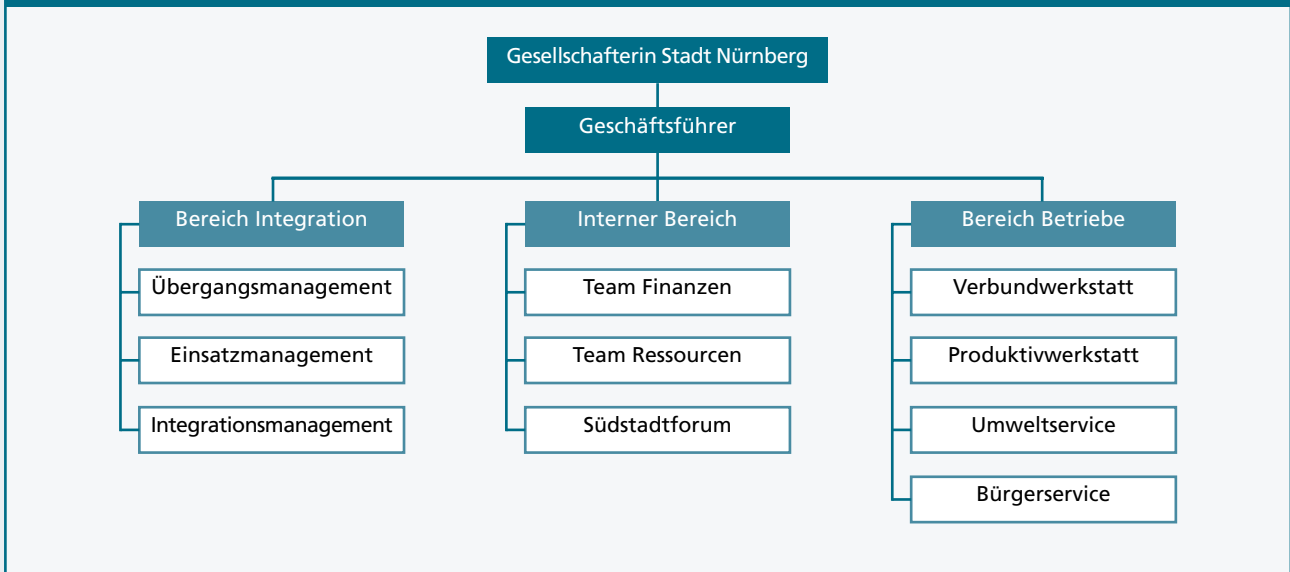 Gesellschafterin Stadt Nürnberg
Geschäftsführer
Bereich Integration
Übergangsmanagement
Einsatzmanagement
Integrationsmanagement
Interner Bereich
Team Finanzen
Team Ressourcen
Südstadtforum
Bereich Betriebe
Verbundwerkstatt
Produktivwerkstatt
Umweltservice
Bürgerservice